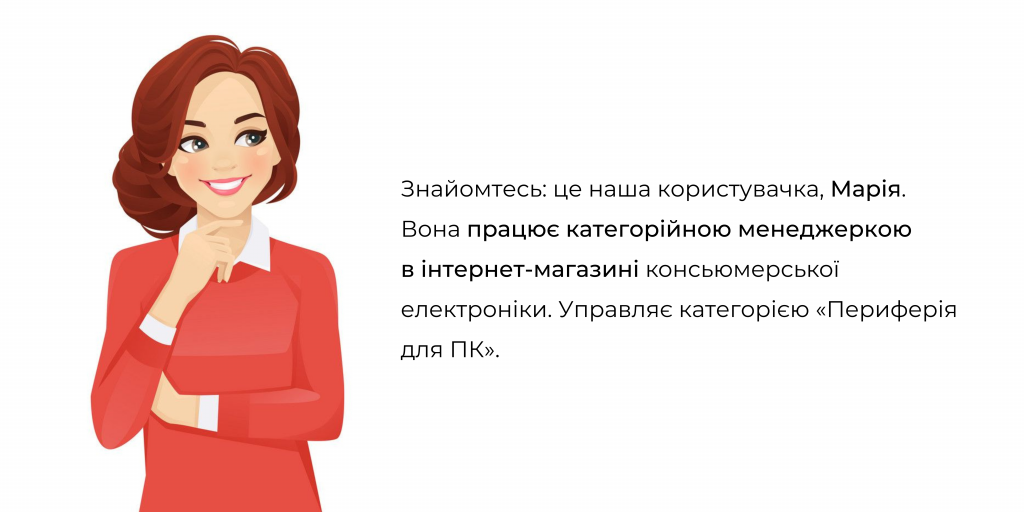 Знайомтесь: це наша користувачка, Марія.
Вона працює категорійною менеджеркою
в інтернет-магазині консьюмерської
електроніки. Управляє категорією «Периферія
для ПК».